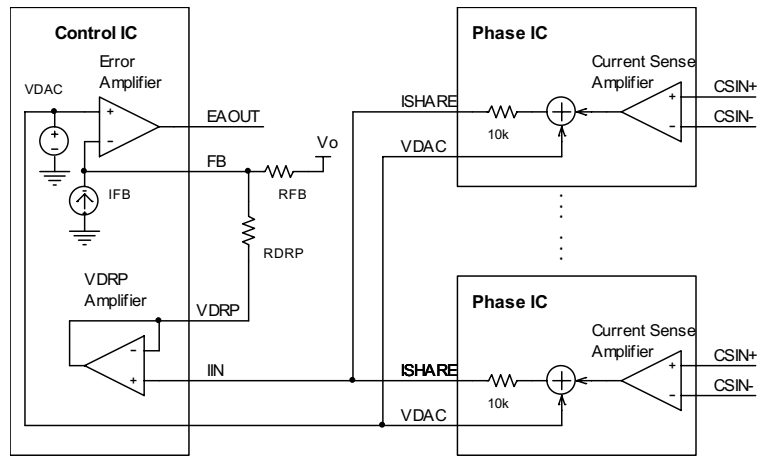 Control IC
Error
Amplifier
VDAC
+
-
+
-
EAOUT
FB
Vo
IFB
RFB
RDRP
VDRP
Amplifier
VDRP
-
+
IIN
Phase IC
Current Sense
Amplifier
CSIN+
+
ISHARE
10k
CSIN-
-
VDAC
Phase IC
Current Sense
Amplifier
CSIN+
+
ISHARE
10k
CSIN-
-
VDAC